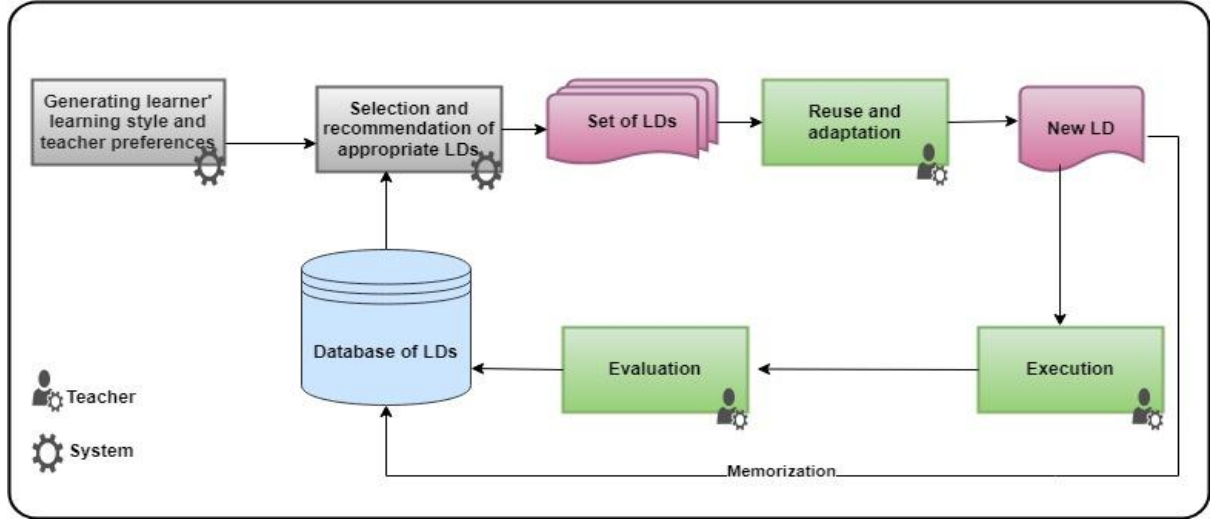 Generating learner'
learning style and
teacher preferences
Selection and
recommendation of
appropriate LDs
Set of LDs
Reuse and
adaptation
New LD
Database of LDs
Evaluation
Execution
Teacher
System
Memorization